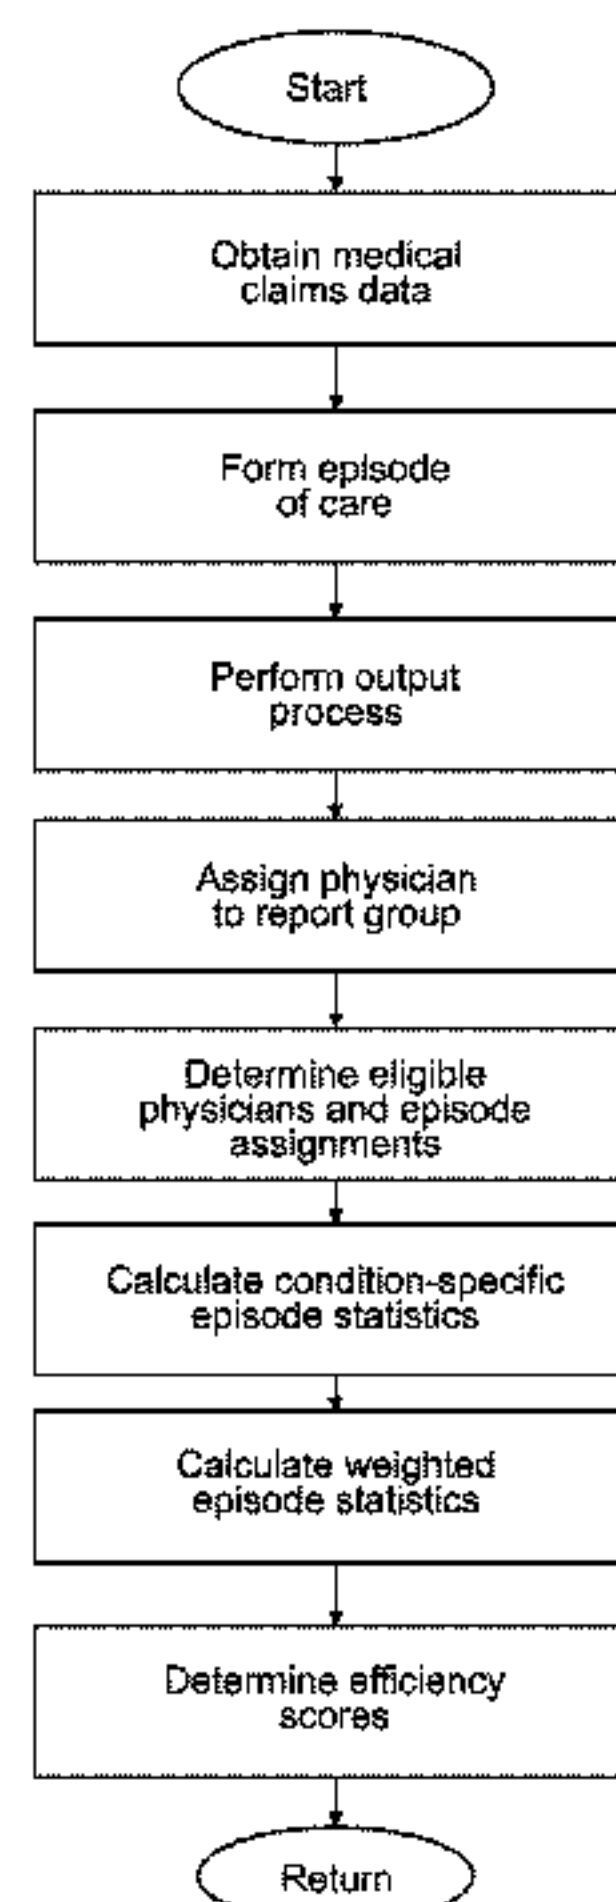 Start
Obtain medical
claims data
Form episode
of care
Perform output
process
Assign physician
to report group
Determine eligible
physicians and episode
assignments
Calculate condition-specific
episode statistics
Calculate weighted
episode statistics
Determine efficiency
scores
Return